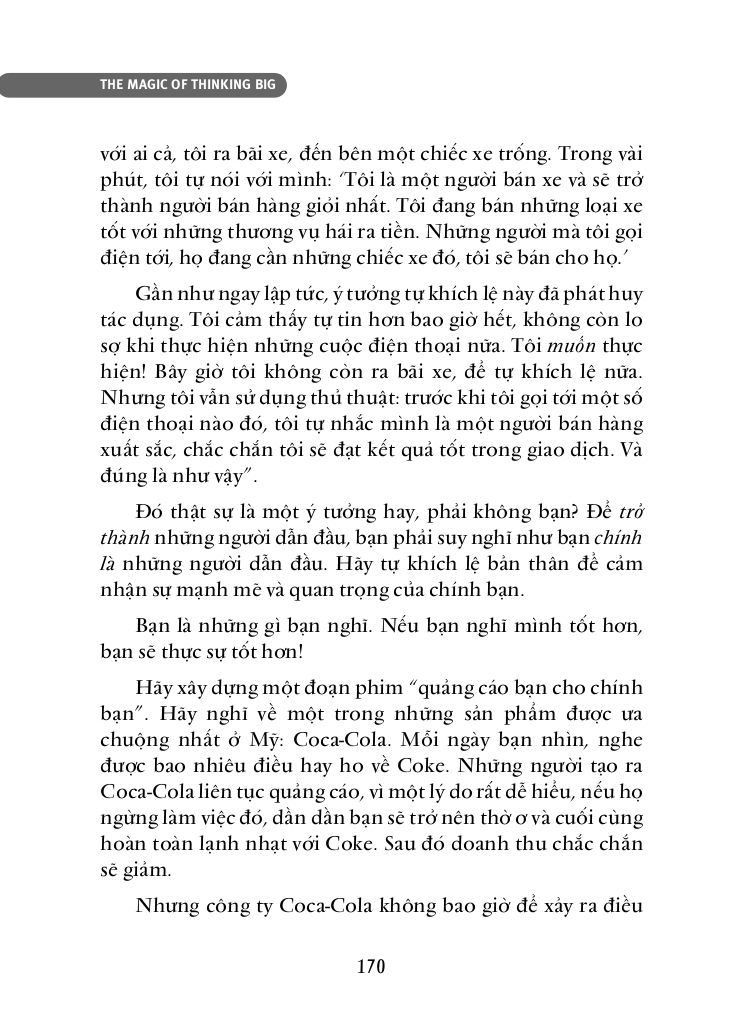 THE MAGIC OF THINKING BIG
với ai cả, tôi ra bãi xe, đến bên một chiếc xe trống. Trong vài
phút, tôi tự nói với mình: ‘Tôi là một người bán xe và sẽ trở
thành người bán hàng giỏi nhất. Tôi đang bán những loại xe
tốt với những thương vụ hái ra tiền. Những người mà tôi gọi
điện tới, họ đang cần những chiếc xe đó, tôi sẽ bán cho họ.’
Gần như ngay lập tức, ý tưởng tự khích lệ này đã phát huy
tác dụng. Tôi cảm thấy tự tin hơn bao giờ hết, không còn lo
sợ khi thực hiện những cuộc điện thoại nữa. Tôi muốn thực
hiện! Bây giờ tôi không còn ra bãi xe, để tự khích lệ nữa.
Nhưng tôi vẫn sử dụng thủ thuật: trước khi tôi gọi tới một số
điện thoại nào đó, tôi tự nhắc mình là một người bán hàng
xuất sắc, chắc chắn tôi sẽ đạt kết quả tốt trong giao dịch. Và
đúng là như vậy”.
Đó thật sự là một ý tưởng hay, phải không bạn? Để trở
thành những người dẫn đầu, bạn phải suy nghĩ như bạn chính
là những người dẫn đầu. Hãy tự khích lệ bản thân để cảm
nhận sự mạnh mẽ và quan trọng của chính bạn.
Bạn là những gì bạn nghĩ. Nếu bạn nghĩ mình tốt hơn,
bạn sẽ thực sự tốt hơn!
Hãy xây dựng một đoạn phim “quảng cáo bạn cho chính
bạn”. Hãy nghĩ về một trong những sản phẩm được ưa
chuộng nhất ở Mỹ: Coca-Cola. Mỗi ngày bạn nhìn, nghe
được bao nhiêu điều hay ho về Coke. Những người tạo ra
Coca-Cola liên tục quảng cáo, vì một lý do rất dễ hiểu, nếu họ
ngừng làm việc đó, dần dần bạn sẽ trở nên thờ ơ và cuối cùng
hoàn toàn lạnh nhạt với Coke. Sau đó doanh thu chắc chắn
sẽ giảm.
Nhưng công ty Coca-Cola không bao giờ để xảy ra điều
170